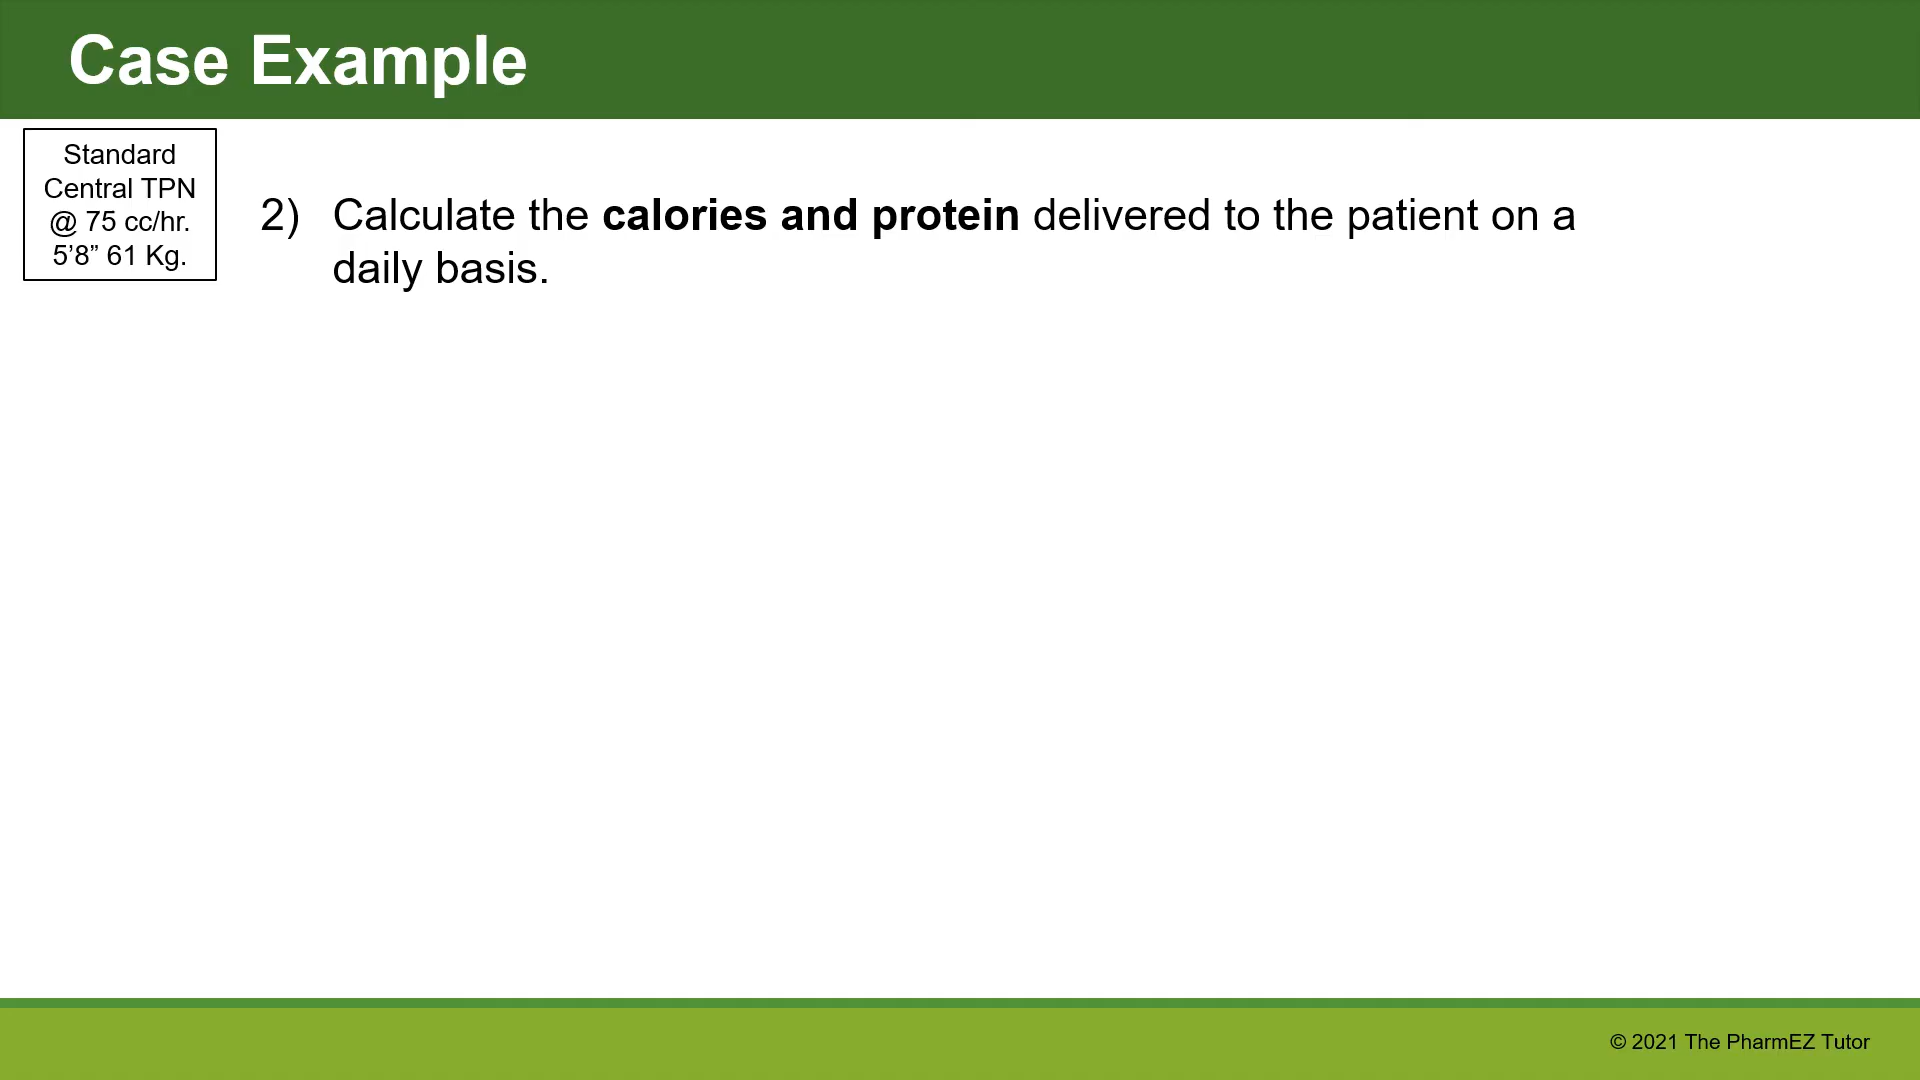 Case Example
Standard
Central TPN
@ 75 cc/hr.
5’8” 61 Kg.
2) Calculate the calories and protein delivered to the patient on a
daily basis.
© 2021 The PharmEZ Tutor